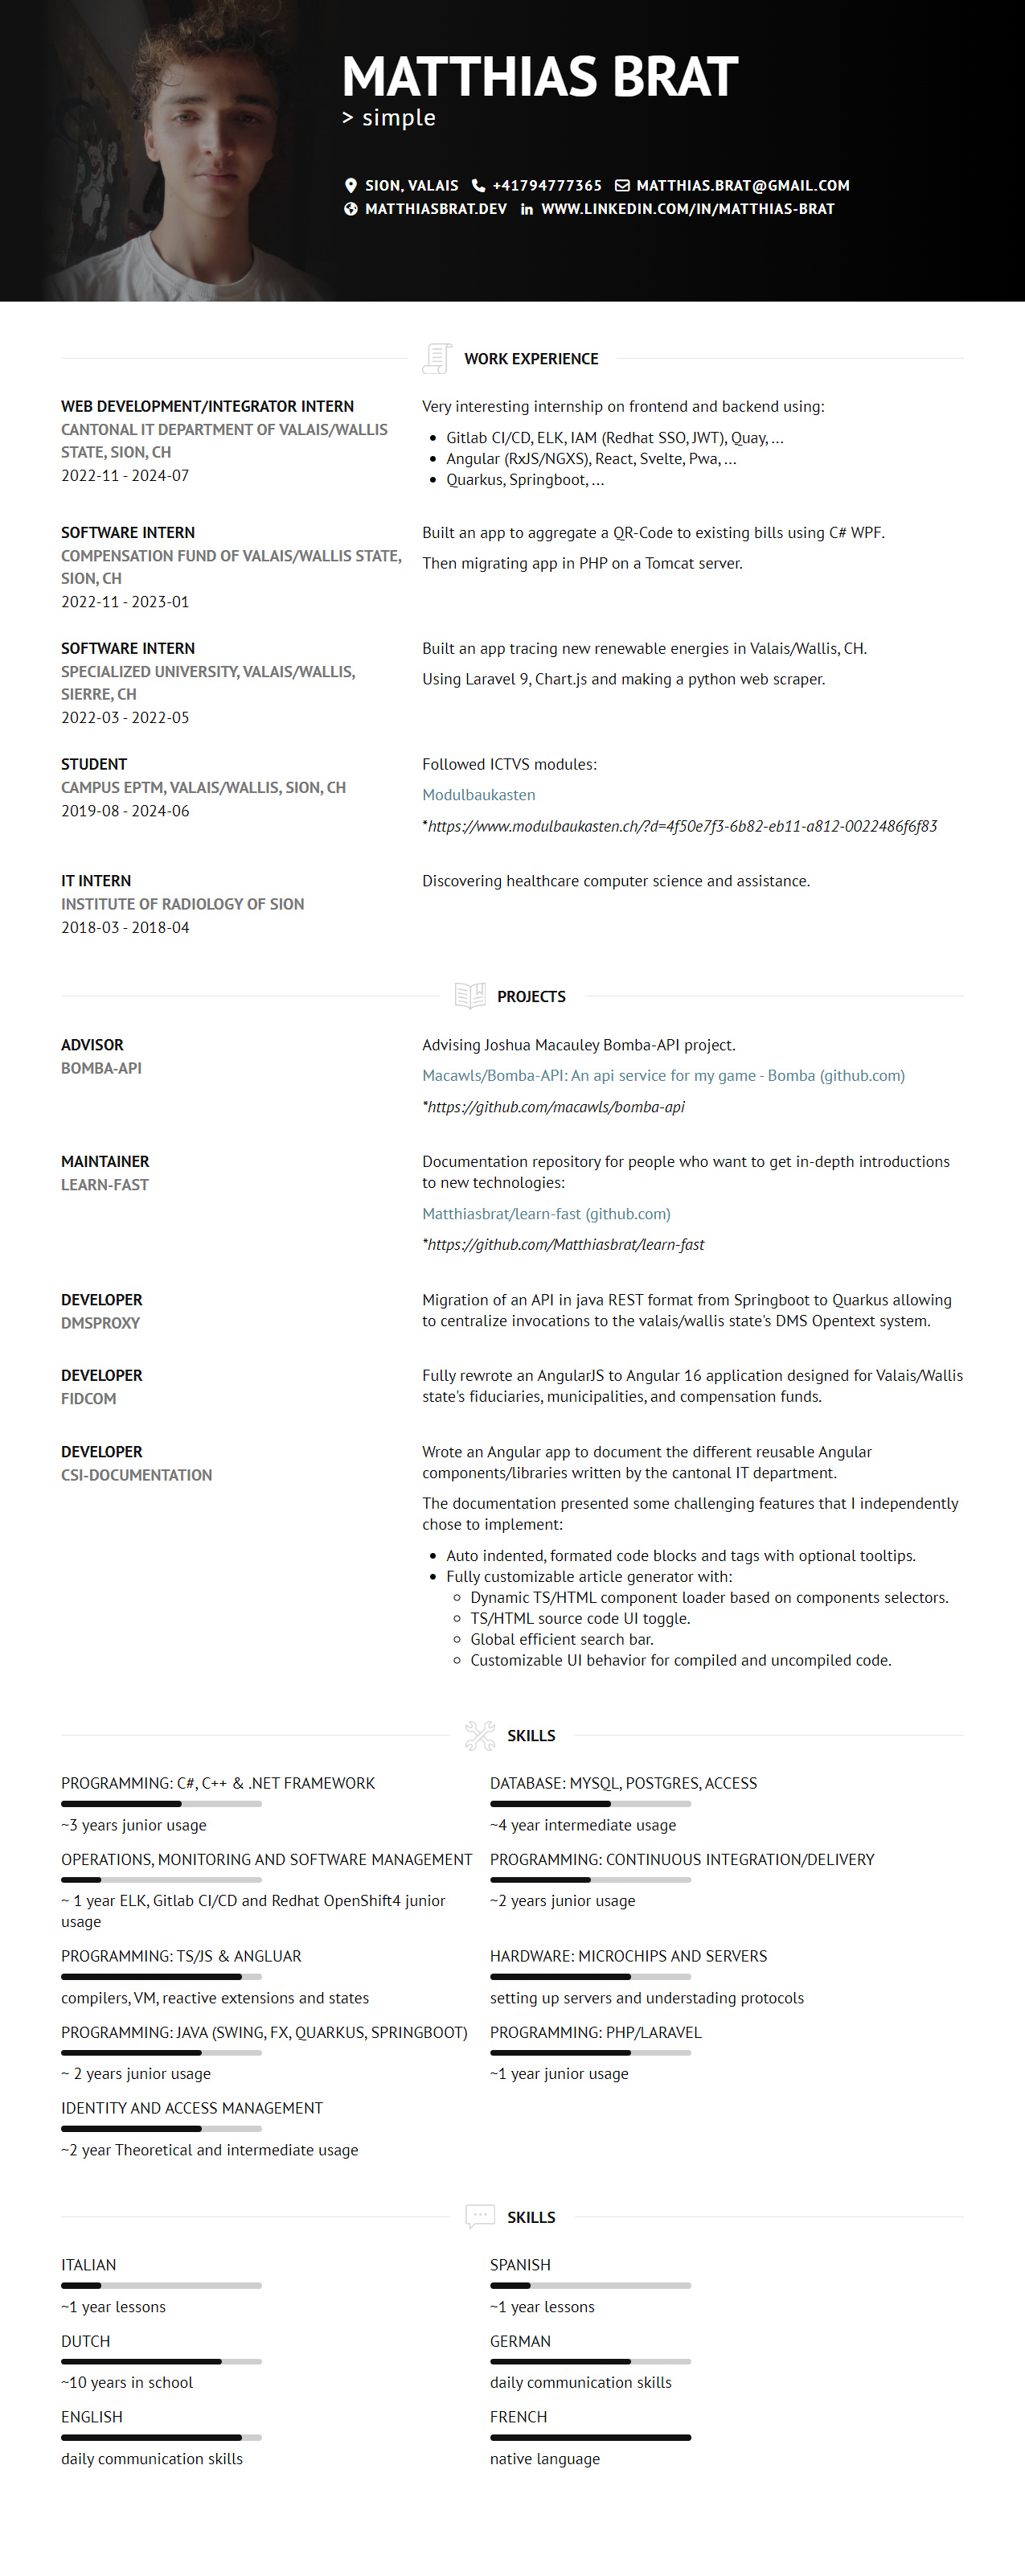 MATTHIAS BRAT
> simple
SION, VALAIS +41794777365 MATTHIAS.BRAT@GMAIL.COM
MATTHIASBRAT.DEV WWW.LINKEDIN.COM/IN/MATTHIAS-BRAT
WORK EXPERIENCE
WEB DEVELOPMENT/INTEGRATOR INTERN
CANTONAL IT DEPARTMENT OF VALAIS/WALLIS
STATE, SION, CH
2022-11 - 2024-07
Very interesting internship on frontend and backend using:
• Gitlab CI/CD, ELK, IAM (Redhat SSO, JWT), Quay, ...
• Angular (RxJS/NGXS), React, Svelte, Pwa, ...
• Quarkus, Springboot, ...
SOFTWARE INTERN
COMPENSATION FUND OF VALAIS/WALLIS STATE,
SION, CH
2022-11 - 2023-01
Built an app to aggregate a QR-Code to existing bills using C# WPF.
Then migrating app in PHP on a Tomcat server.
SOFTWARE INTERN
SPECIALIZED UNIVERSITY, VALAIS/WALLIS,
SIERRE, CH
2022-03 - 2022-05
Built an app tracing new renewable energies in Valais/Wallis, CH.
Using Laravel 9, Chart.js and making a python web scraper.
STUDENT
CAMPUS EPTM, VALAIS/WALLIS, SION, CH
2019-08 - 2024-06
Followed ICTVS modules:
Modulbaukasten
*https://www.modulbaukasten.ch/?d=4f50e7f3-6b82-eb11-a812-0022486f6f83
IT INTERN
INSTITUTE OF RADIOLOGY OF SION
2018-03 - 2018-04
Discovering healthcare computer science and assistance.
PROJECTS
ADVISOR
BOMBA-API
Advising Joshua Macauley Bomba-API project.
Macawls/Bomba-API: An api service for my game - Bomba (github.com)
*https://github.com/macawls/bomba-api
MAINTAINER
LEARN-FAST
Documentation repository for people who want to get in-depth introductions
to new technologies:
Matthiasbrat/learn-fast (github.com)
*https://github.com/Matthiasbrat/learn-fast
DEVELOPER
DMSPROXY
Migration of an API in java REST format from Springboot to Quarkus allowing
to centralize invocations to the valais/wallis state's DMS Opentext system.
DEVELOPER
FIDCOM
Fully rewrote an AngularJS to Angular 16 application designed for Valais/Wallis
state's fiduciaries, municipalities, and compensation funds.
DEVELOPER
CSI-DOCUMENTATION
Wrote an Angular app to document the different reusable Angular
components/libraries written by the cantonal IT department.
The documentation presented some challenging features that I independently
chose to implement:
• Auto indented, formated code blocks and tags with optional tooltips.
• Fully customizable article generator with:
◦ Dynamic TS/HTML component loader based on components selectors.
◦ TS/HTML source code UI toggle.
◦ Global efficient search bar.
◦ Customizable UI behavior for compiled and uncompiled code.
SKILLS
PROGRAMMING: C#, C++ & .NET FRAMEWORK
~3 years junior usage
DATABASE: MYSQL, POSTGRES, ACCESS
~4 year intermediate usage
OPERATIONS, MONITORING AND SOFTWARE MANAGEMENT
~ 1 year ELK, Gitlab CI/CD and Redhat OpenShift4 junior
usage
PROGRAMMING: CONTINUOUS INTEGRATION/DELIVERY
~2 years junior usage
PROGRAMMING: TS/JS & ANGLUAR
compilers, VM, reactive extensions and states
HARDWARE: MICROCHIPS AND SERVERS
setting up servers and understading protocols
PROGRAMMING: JAVA (SWING, FX, QUARKUS, SPRINGBOOT)
~ 2 years junior usage
PROGRAMMING: PHP/LARAVEL
~1 year junior usage
IDENTITY AND ACCESS MANAGEMENT
~2 year Theoretical and intermediate usage
SKILLS
ITALIAN
~1 year lessons
SPANISH
~1 year lessons
DUTCH
~10 years in school
GERMAN
daily communication skills
ENGLISH
daily communication skills
FRENCH
native language